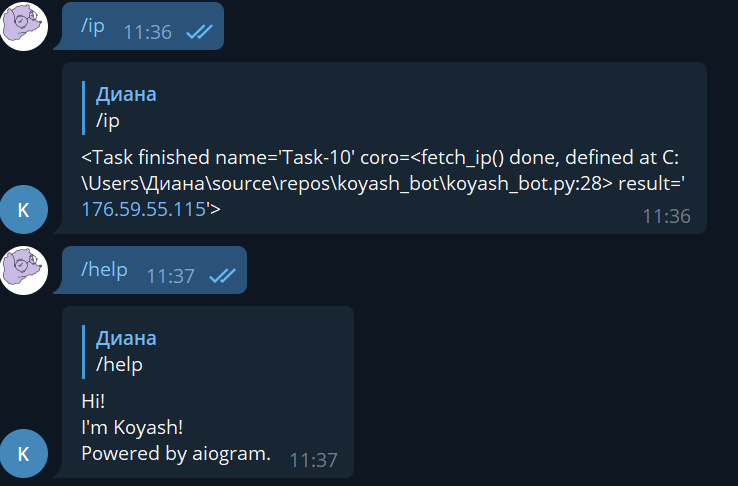 /ip 11:36
Диана
/ip
<Task finished name='Task-10' coro=<fetch_ip() done, defined at C:
\Users\Диана\source\repos\koyash_bot\koyash_bot.py:28> result='
176.59.55.115'>
11:36
K
/help 11:37
Диана
/help
Hi!
I'm Koyash!
Powered by aiogram. 11:37
K